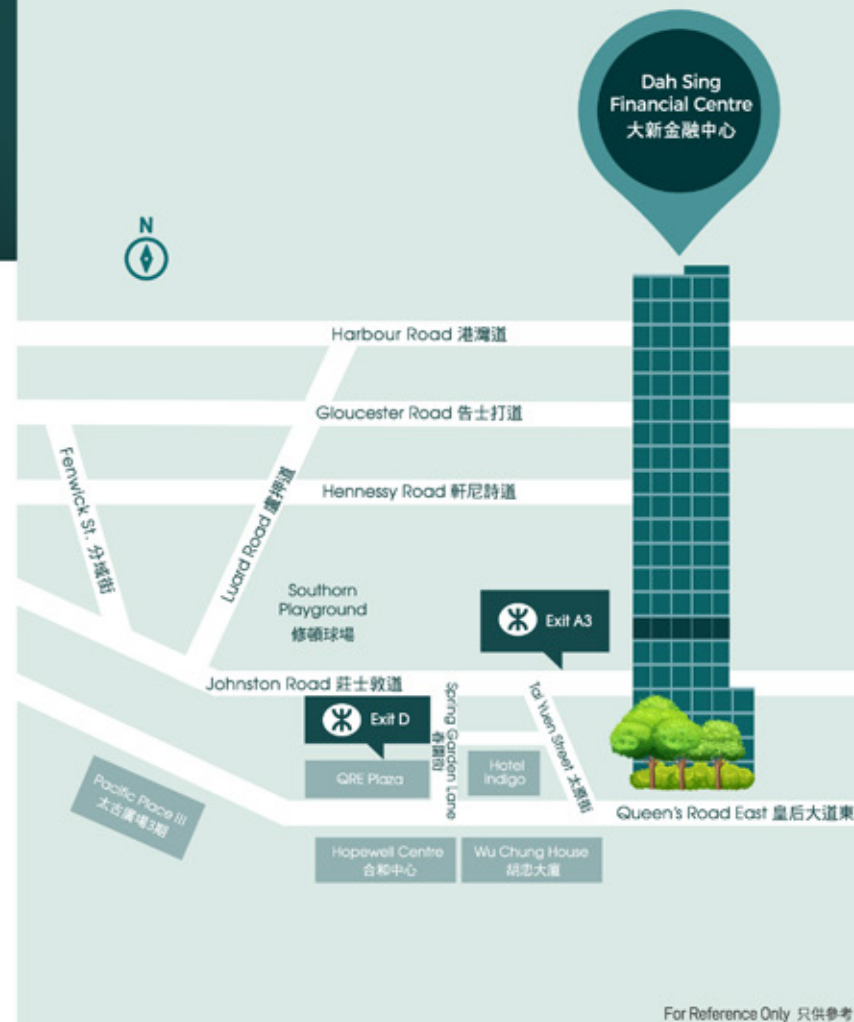 Dah Sing
Financial Centre
大新金融中心
N
Harbour Road 港灣道
Gloucester Road 告士打道
Fenwick St. 分域街
Luard Road 盧押道
Hennessy Road 軒尼詩道
Southorn
Playground
修頓球場
Exit A3
Johnston Road 莊士敦道
Exit D
Spring Garden Lane
春園街
Tai Yuen Street 太原街
QRE Plaza
Hotel
Indigo
Pacific Place III
太古廣場3期
Queen's Road East 皇后大道東
Hopewell Centre
合和中心
Wu Chung House
胡忠大廈
For Reference Only 只供參考